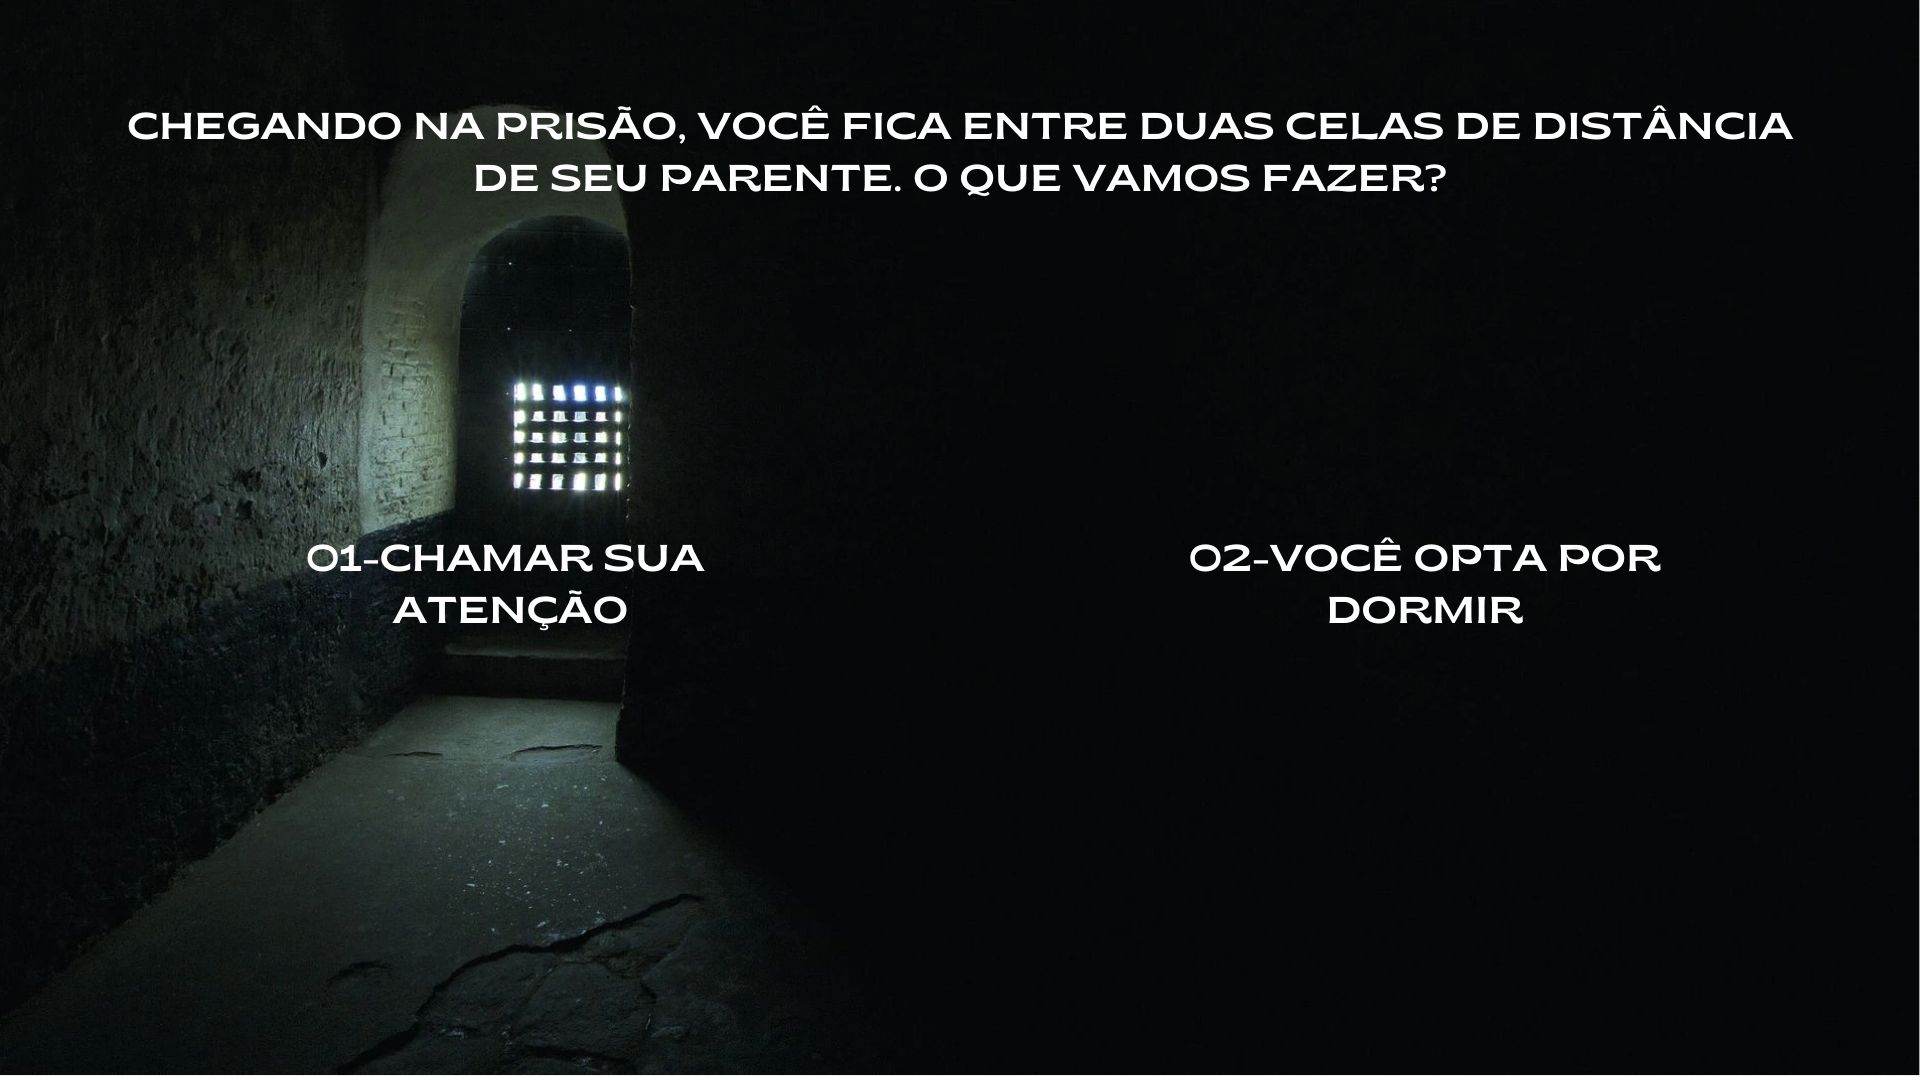 CHEGANDO NA PRISÃO, VOCÊ FICA ENTRE DUAS CELAS DE DISTÂNCIA
DE SEU PARENTE. O QUE VAMOS FAZER?
01-CHAMAR SUA
ATENÇÃO
02-VOCÊ OPTA POR
DORMIR